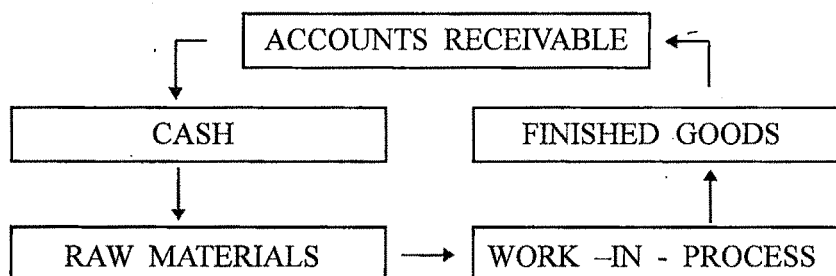 ACCOUNTS RECEIVABLE
CASH
FINISHED GOODS
RAW MATERIALS
WORK –IN - PROCESS